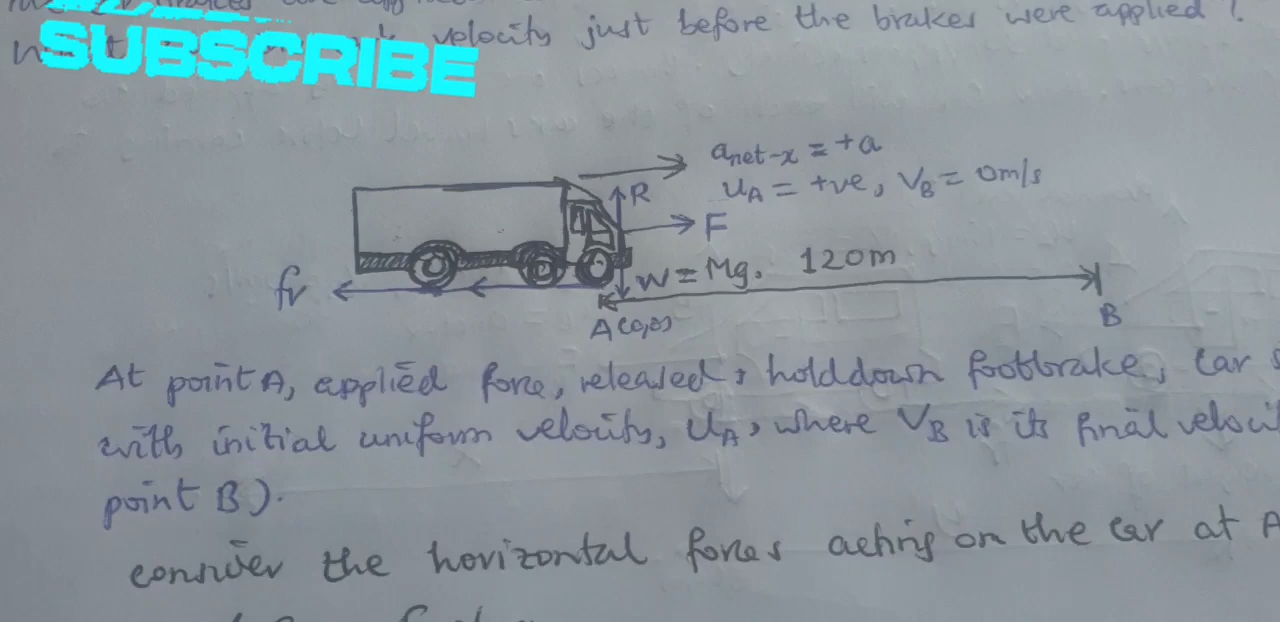 velocity just before the brakes were applied?
SUBSCRIBE
anet-x = +a
uA = +ve, VB = 0m/s
R
F
W = Mg. 120m
fr
A(0,0)
B
At point A, applied force, released, hold down footbrake, car
with initial uniform velocity, UA, where VB is its final veloci
point B).
consider the horizontal forces acting on the car at A